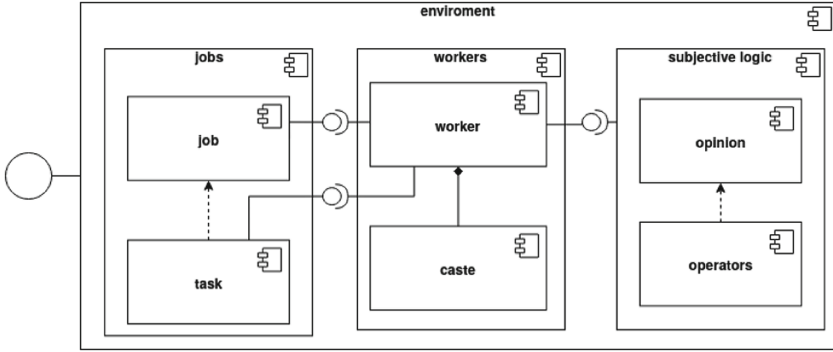 enviroment
jobs
workers
subjective logic
job
worker
opinion
task
caste
operators